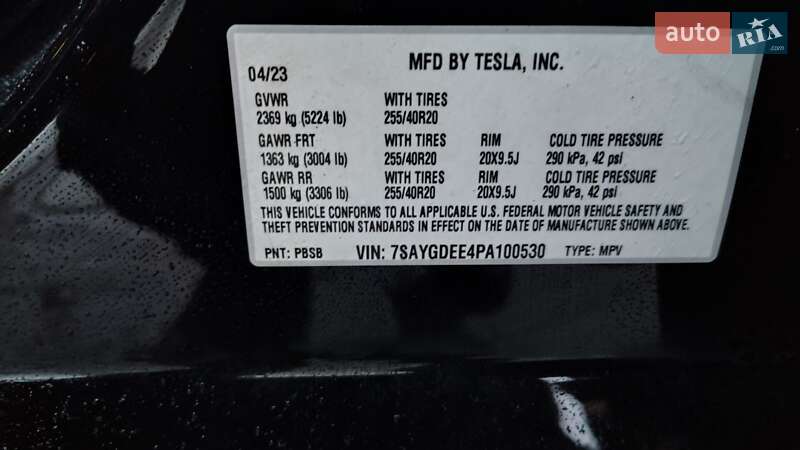 auto RIA.com
MFD BY TESLA, INC.
04/23
GVWR WITH TIRES
2369 kg (5224 lb) 255/40R20
GAWR FRT WITH TIRES RIM COLD TIRE PRESSURE
1363 kg (3004 lb) 255/40R20 20X9.5J 290 kPa, 42 psi
GAWR RR WITH TIRES RIM COLD TIRE PRESSURE
1500 kg (3306 lb) 255/40R20 20X9.5J 290 kPa, 42 psi
THIS VEHICLE CONFORMS TO ALL APPLICABLE U.S. FEDERAL MOTOR VEHICLE SAFETY AND
THEFT PREVENTION STANDARDS IN EFFECT ON THE DATE OF MANUFACTURE SHOWN ABOVE.
PNT: PBSB VIN: 7SAYGDEE4PA100530 TYPE: MPV